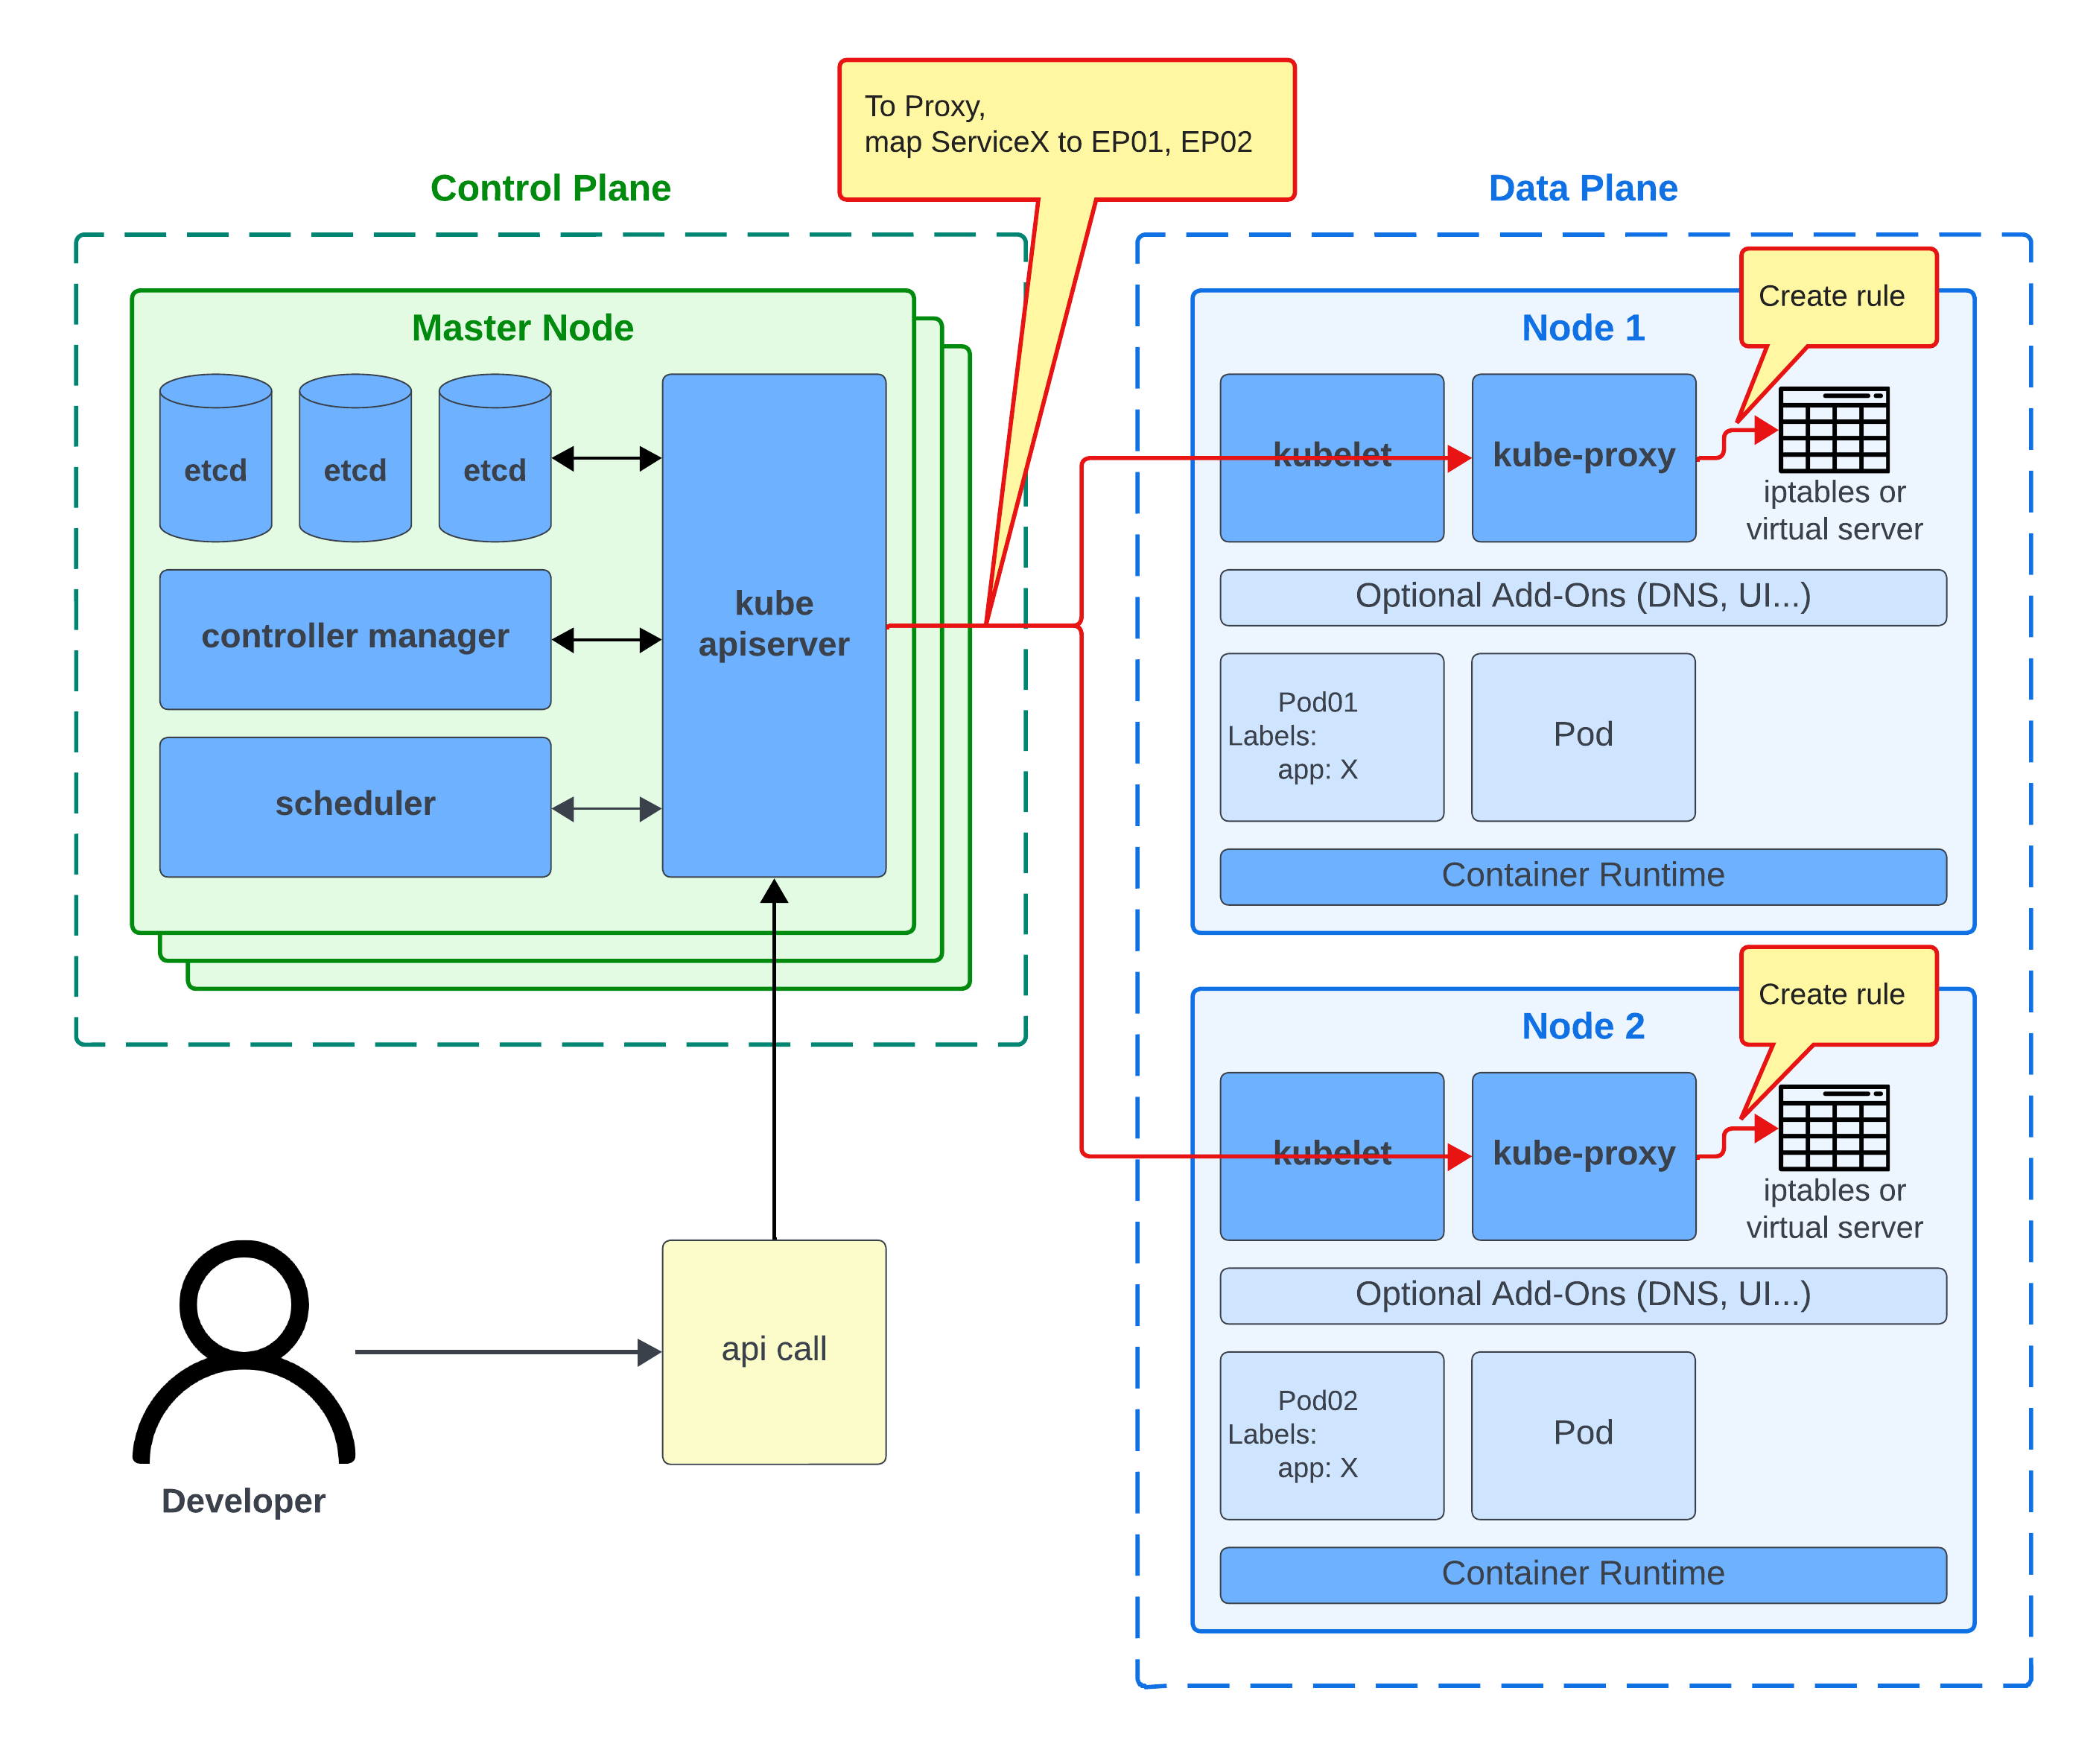 To Proxy,
map ServiceX to EP01, EP02
Control Plane
Master Node
etcd
etcd
etcd
controller manager
scheduler
kube
apiserver
Developer
api call
Data Plane
Node 1
Create rule
kubelet
kube-proxy
iptables or
virtual server
Optional Add-Ons (DNS, UI...)
Pod01
Labels:
app: X
Pod
Container Runtime
Node 2
Create rule
kubelet
kube-proxy
iptables or
virtual server
Optional Add-Ons (DNS, UI...)
Pod02
Labels:
app: X
Pod
Container Runtime